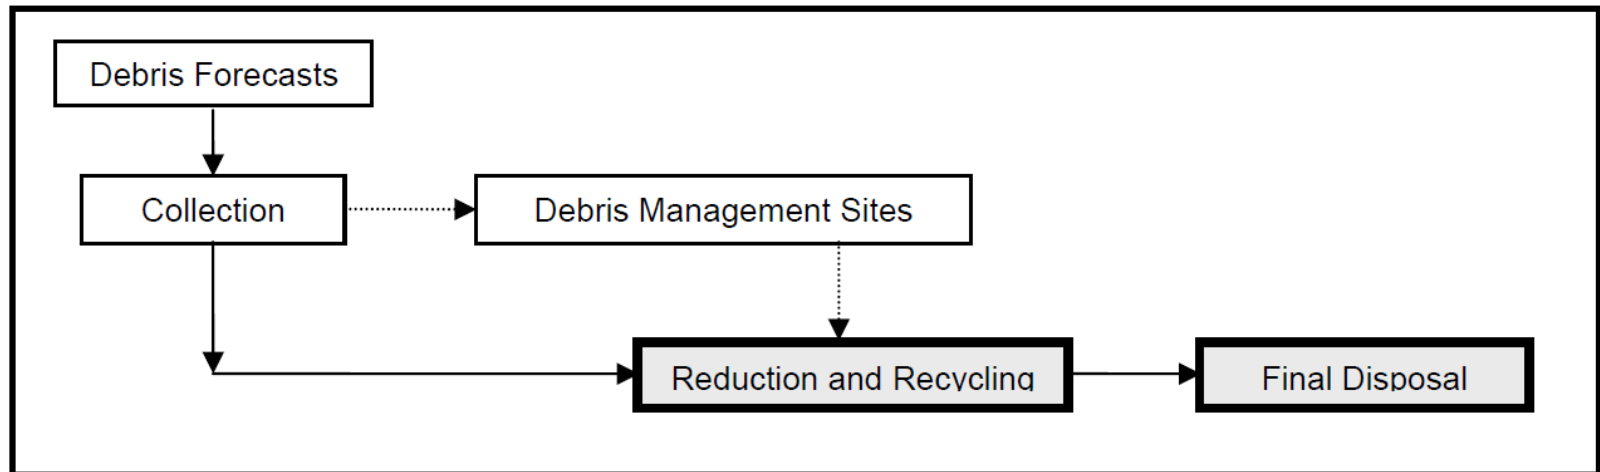 Debris Forecasts
Collection
Debris Management Sites
Reduction and Recycling
Final Disposal